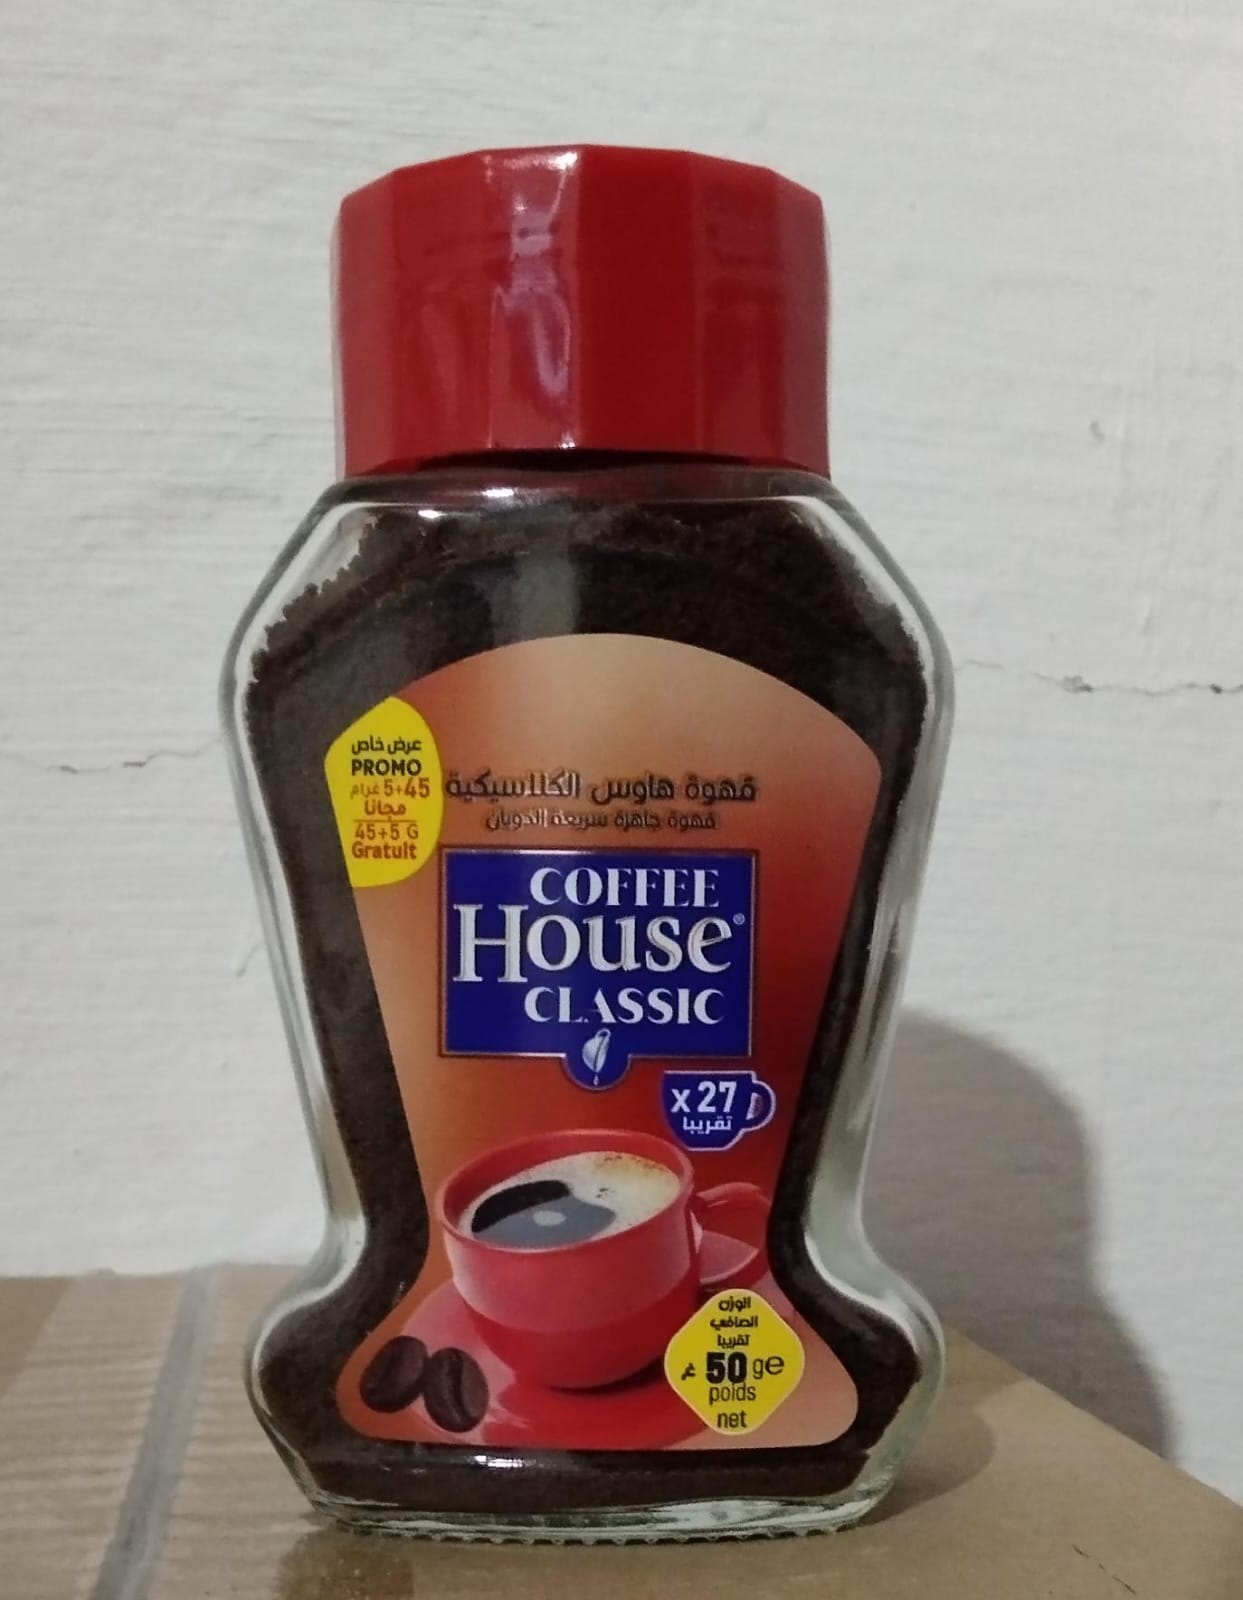 عرض خاص
PROMO
5+45 غرام
مجانا
45+5 G
Gratuit
قهوة هاوس الكلاسيكية
قهوة جاهزة سريعة الذوبان
COFFEE
House®
CLASSIC
x 27
تقريبا
الوزن
الصافي
تقريبا
50 ge غ
poids
net